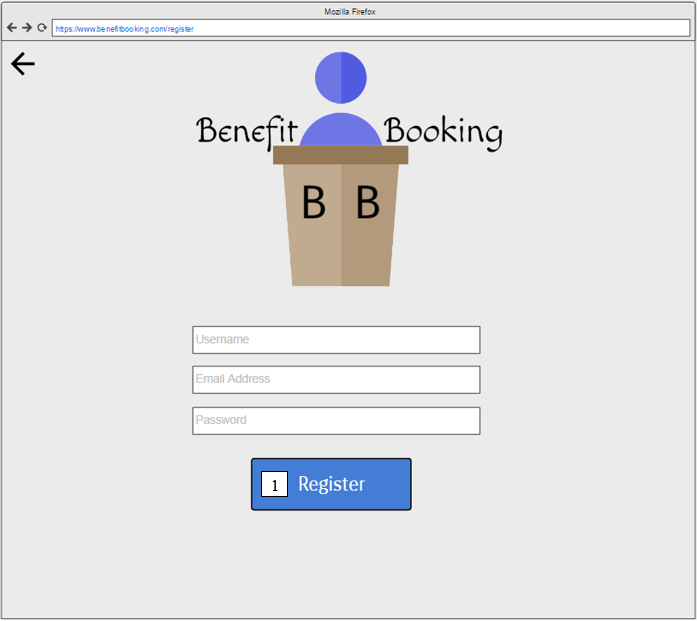 Mozilla Firefox
https://www.benefitbooking.com/register
Benefit Booking
B B
Username
Email Address
Password
1 Register